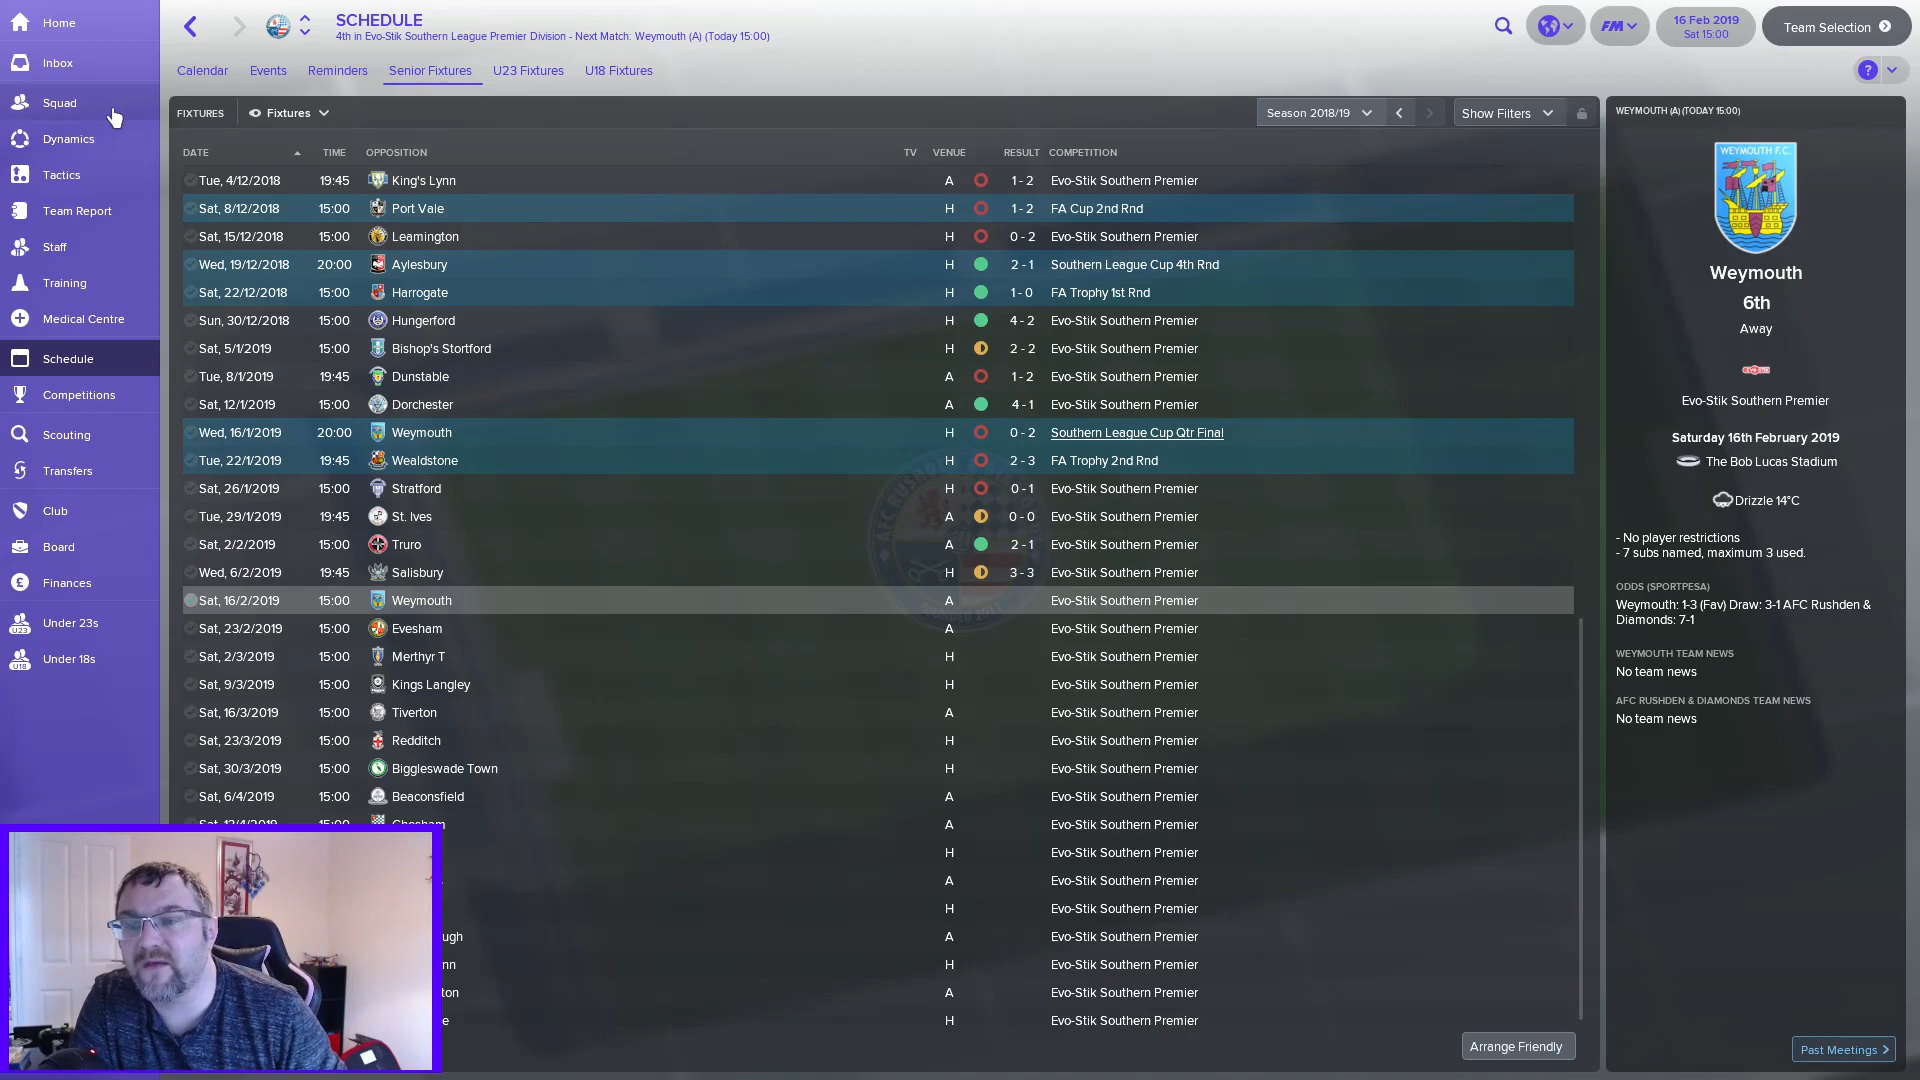 Home
Inbox
Squad
Dynamics
Tactics
Team Report
Staff
Training
Medical Centre
Schedule
Competitions
Scouting
Transfers
Club
Board
Finances
U23
Under 23s
U18
Under 18s
SCHEDULE
4th in Evo-Stik Southern League Premier Division - Next Match: Weymouth (A) (Today 15:00)
FM
16 Feb 2019
Sat 15:00
Team Selection
Calendar Events Reminders Senior Fixtures U23 Fixtures U18 Fixtures
?
FIXTURES Fixtures Season 2018/19 Show Filters
DATE TIME OPPOSITION TV VENUE RESULT COMPETITION
Tue, 4/12/2018 19:45 King's Lynn A 1 - 2 Evo-Stik Southern Premier
Sat, 8/12/2018 15:00 Port Vale H 1 - 2 FA Cup 2nd Rnd
Sat, 15/12/2018 15:00 Leamington H 0 - 2 Evo-Stik Southern Premier
Wed, 19/12/2018 20:00 Aylesbury H 2 - 1 Southern League Cup 4th Rnd
Sat, 22/12/2018 15:00 Harrogate H 1 - 0 FA Trophy 1st Rnd
Sun, 30/12/2018 15:00 Hungerford H 4 - 2 Evo-Stik Southern Premier
Sat, 5/1/2019 15:00 Bishop's Stortford H 2 - 2 Evo-Stik Southern Premier
Tue, 8/1/2019 19:45 Dunstable A 1 - 2 Evo-Stik Southern Premier
Sat, 12/1/2019 15:00 Dorchester A 4 - 1 Evo-Stik Southern Premier
Wed, 16/1/2019 20:00 Weymouth H 0 - 2 Southern League Cup Qtr Final
Tue, 22/1/2019 19:45 Wealdstone H 2 - 3 FA Trophy 2nd Rnd
Sat, 26/1/2019 15:00 Stratford H 0 - 1 Evo-Stik Southern Premier
Tue, 29/1/2019 19:45 St. Ives A 0 - 0 Evo-Stik Southern Premier
Sat, 2/2/2019 15:00 Truro A 2 - 1 Evo-Stik Southern Premier
Wed, 6/2/2019 19:45 Salisbury H 3 - 3 Evo-Stik Southern Premier
Sat, 16/2/2019 15:00 Weymouth A Evo-Stik Southern Premier
Sat, 23/2/2019 15:00 Evesham A Evo-Stik Southern Premier
Sat, 2/3/2019 15:00 Merthyr T H Evo-Stik Southern Premier
Sat, 9/3/2019 15:00 Kings Langley H Evo-Stik Southern Premier
Sat, 16/3/2019 15:00 Tiverton A Evo-Stik Southern Premier
Sat, 23/3/2019 15:00 Redditch H Evo-Stik Southern Premier
Sat, 30/3/2019 15:00 Biggleswade Town H Evo-Stik Southern Premier
Sat, 6/4/2019 15:00 Beaconsfield A Evo-Stik Southern Premier
Sat, 13/4/2019 15:00 Chesham A Evo-Stik Southern Premier
H Evo-Stik Southern Premier
A Evo-Stik Southern Premier
H Evo-Stik Southern Premier
ugh A Evo-Stik Southern Premier
nn H Evo-Stik Southern Premier
ton A Evo-Stik Southern Premier
e H Evo-Stik Southern Premier
Arrange Friendly
WEYMOUTH (A) (TODAY 15:00)
WEYMOUTH F.C.
Weymouth
6th
Away
Evo-Stik Southern Premier
Saturday 16th February 2019
The Bob Lucas Stadium
Drizzle 14°C
- No player restrictions
- 7 subs named, maximum 3 used.
ODDS (SPORTPESA)
Weymouth: 1-3 (Fav) Draw: 3-1 AFC Rushden &
Diamonds: 7-1
WEYMOUTH TEAM NEWS
No team news
AFC RUSHDEN & DIAMONDS TEAM NEWS
No team news
Past Meetings